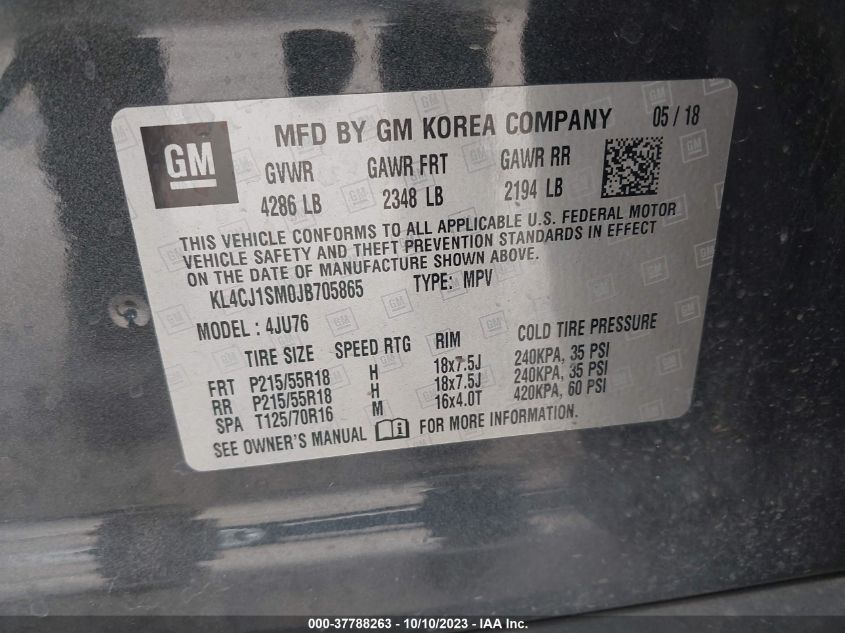 GM
MFD BY GM KOREA COMPANY 05 / 18
GVWR GAWR FRT GAWR RR
4286 LB 2348 LB 2194 LB
THIS VEHICLE CONFORMS TO ALL APPLICABLE U.S. FEDERAL MOTOR
VEHICLE SAFETY AND THEFT PREVENTION STANDARDS IN EFFECT
ON THE DATE OF MANUFACTURE SHOWN ABOVE.
KL4CJ1SM0JB705865 TYPE: MPV
MODEL : 4JU76
TIRE SIZE SPEED RTG RIM COLD TIRE PRESSURE
FRT P215/55R18 H 18x7.5J 240KPA, 35 PSI
RR P215/55R18 H 18x7.5J 240KPA, 35 PSI
SPA T125/70R16 M 16x4.0T 420KPA, 60 PSI
SEE OWNER'S MANUAL FOR MORE INFORMATION.
000-37788263 - 10/10/2023 - IAA Inc.